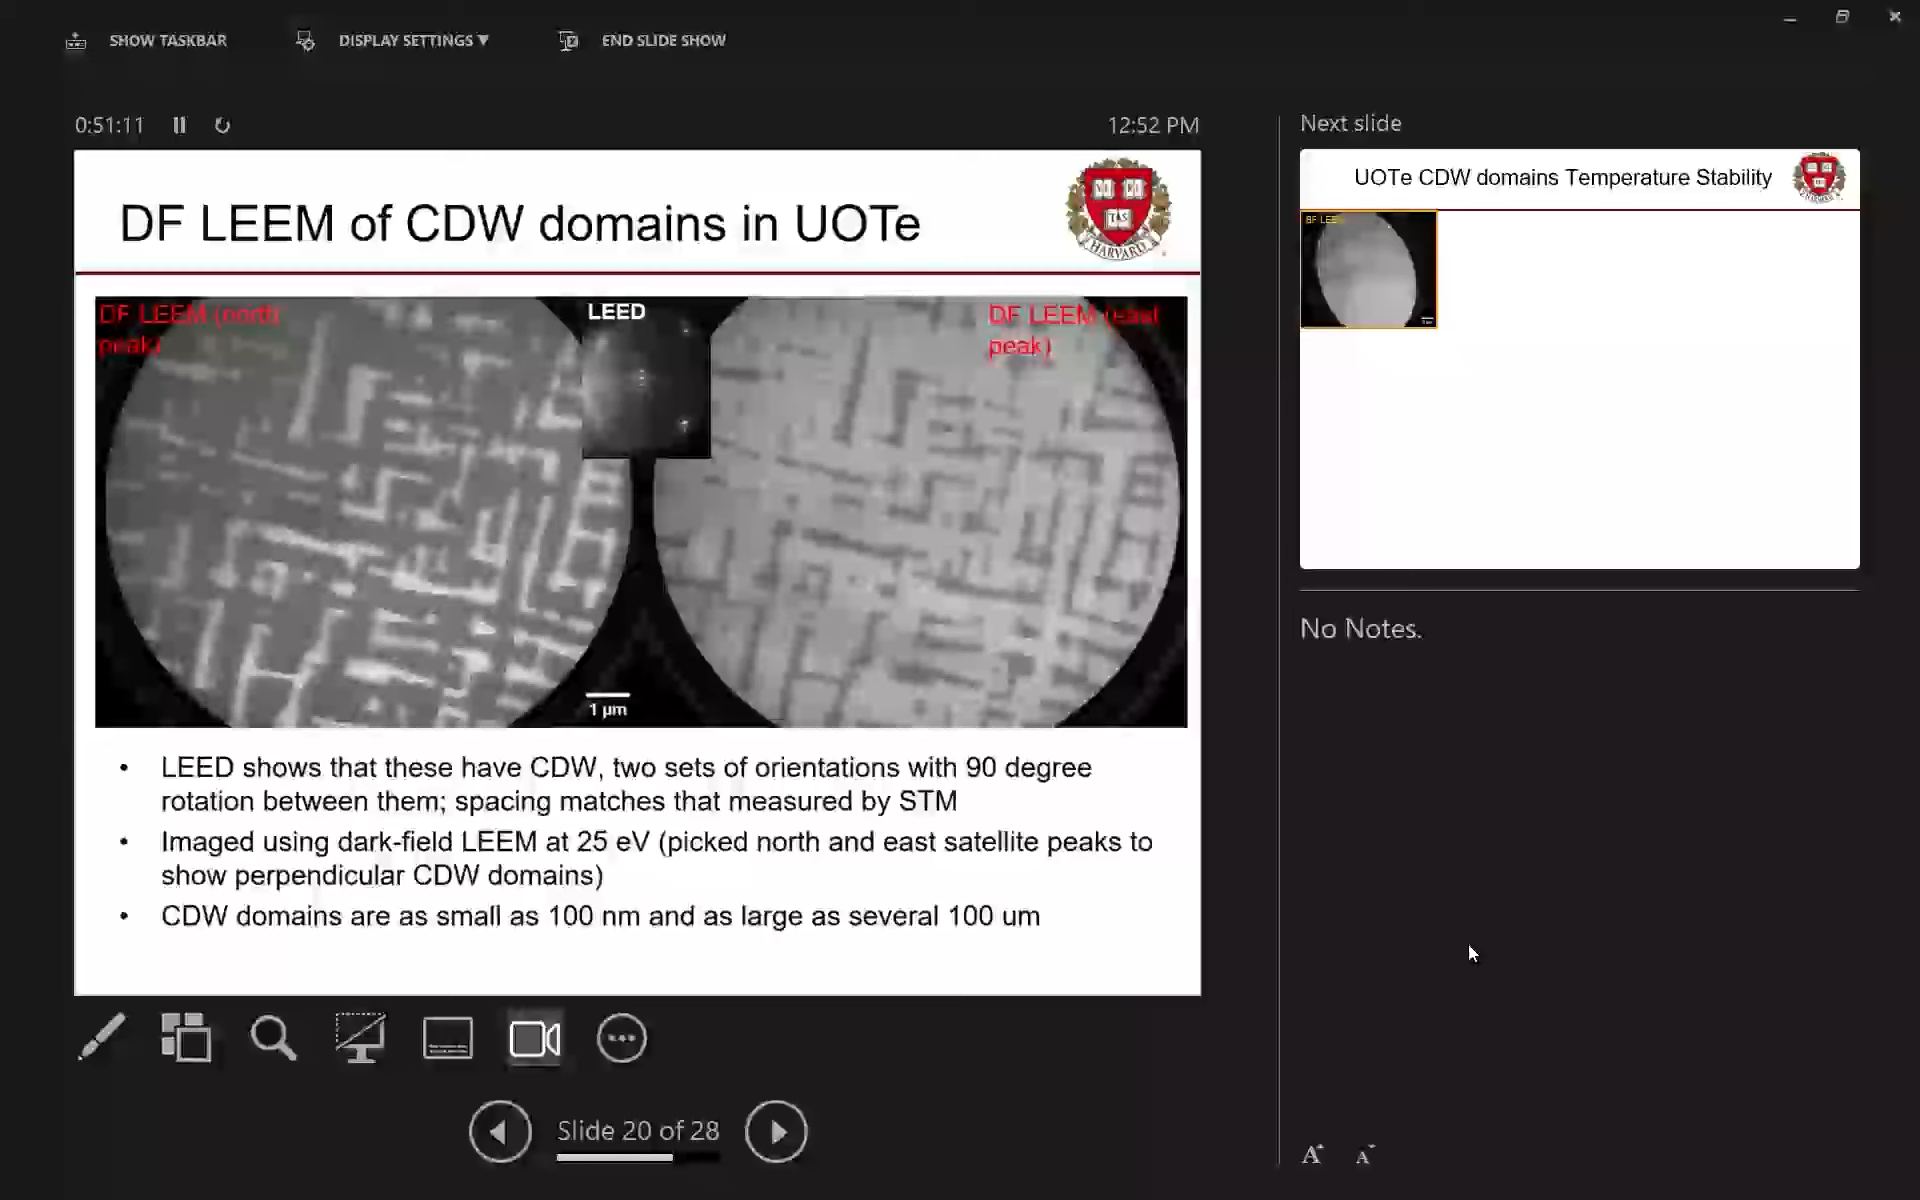 SHOW TASKBAR
DISPLAY SETTINGS ▼
END SLIDE SHOW
0:51:11
12:52 PM
DF LEEM of CDW domains in UOTe
HARVARD
DF LEEM (north
peak)
LEED
DF LEEM (east
peak)
1 μm
• LEED shows that these have CDW, two sets of orientations with 90 degree
rotation between them; spacing matches that measured by STM
• Imaged using dark-field LEEM at 25 eV (picked north and east satellite peaks to
show perpendicular CDW domains)
• CDW domains are as small as 100 nm and as large as several 100 um
Slide 20 of 28
Next slide
UOTe CDW domains Temperature Stability
No Notes.
A A